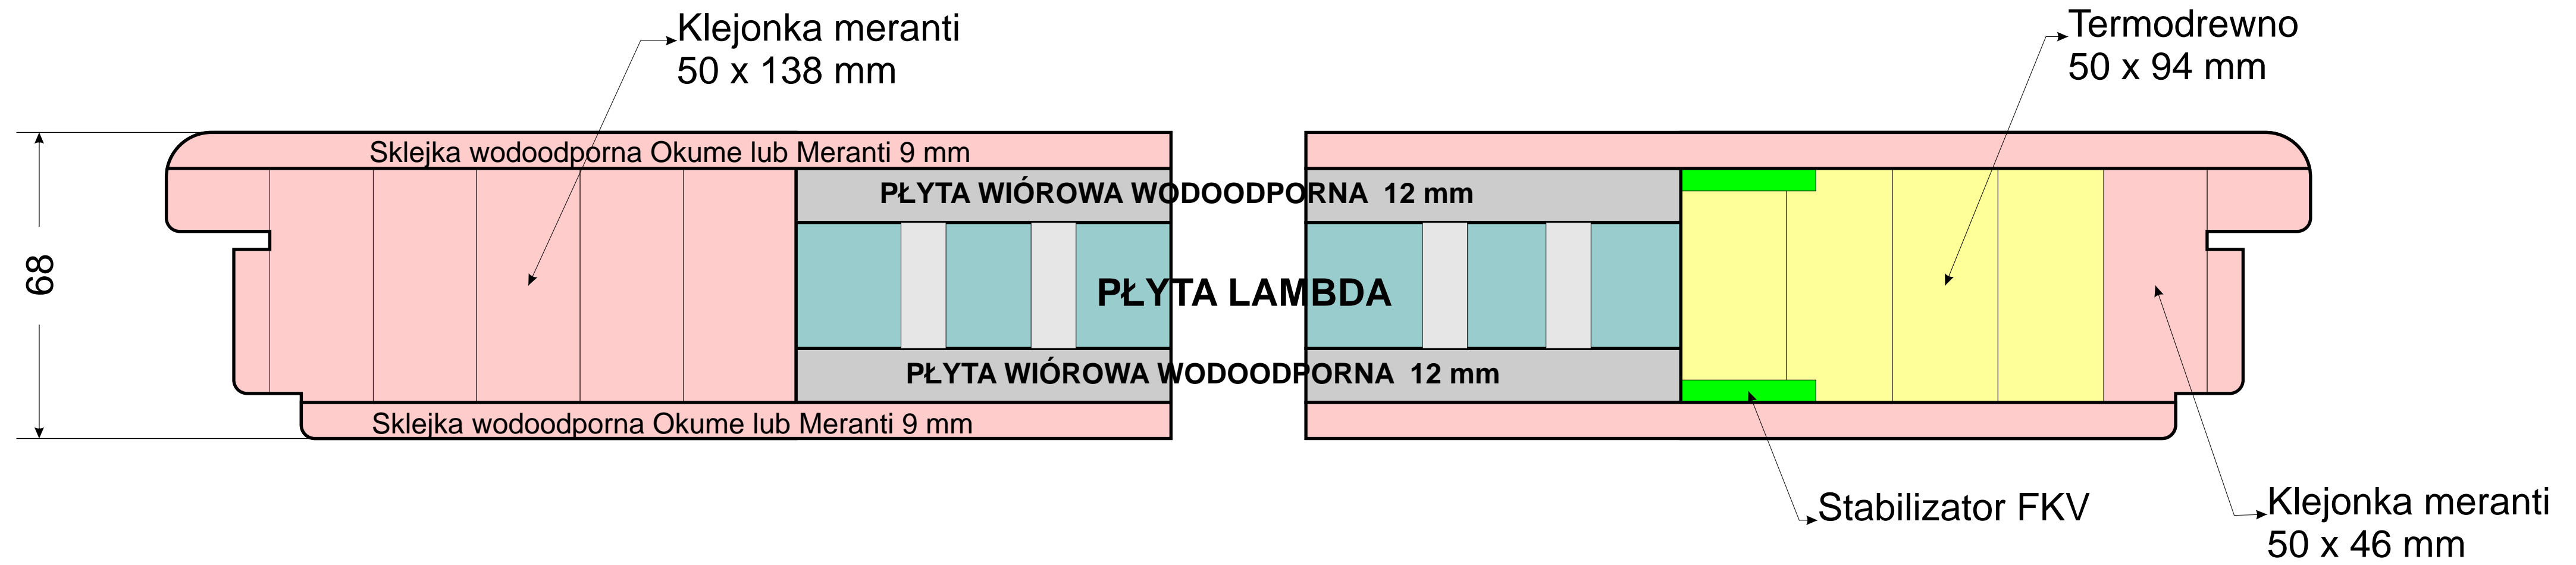 Klejonka meranti
50 x 138 mm
Termodrewno
50 x 94 mm
Sklejka wodoodporna Okume lub Meranti 9 mm
PŁYTA WIÓROWA WODOODPORNA 12 mm
68
PŁYTA LAMBDA
PŁYTA WIÓROWA WODOODPORNA 12 mm
Sklejka wodoodporna Okume lub Meranti 9 mm
Stabilizator FKV
Klejonka meranti
50 x 46 mm